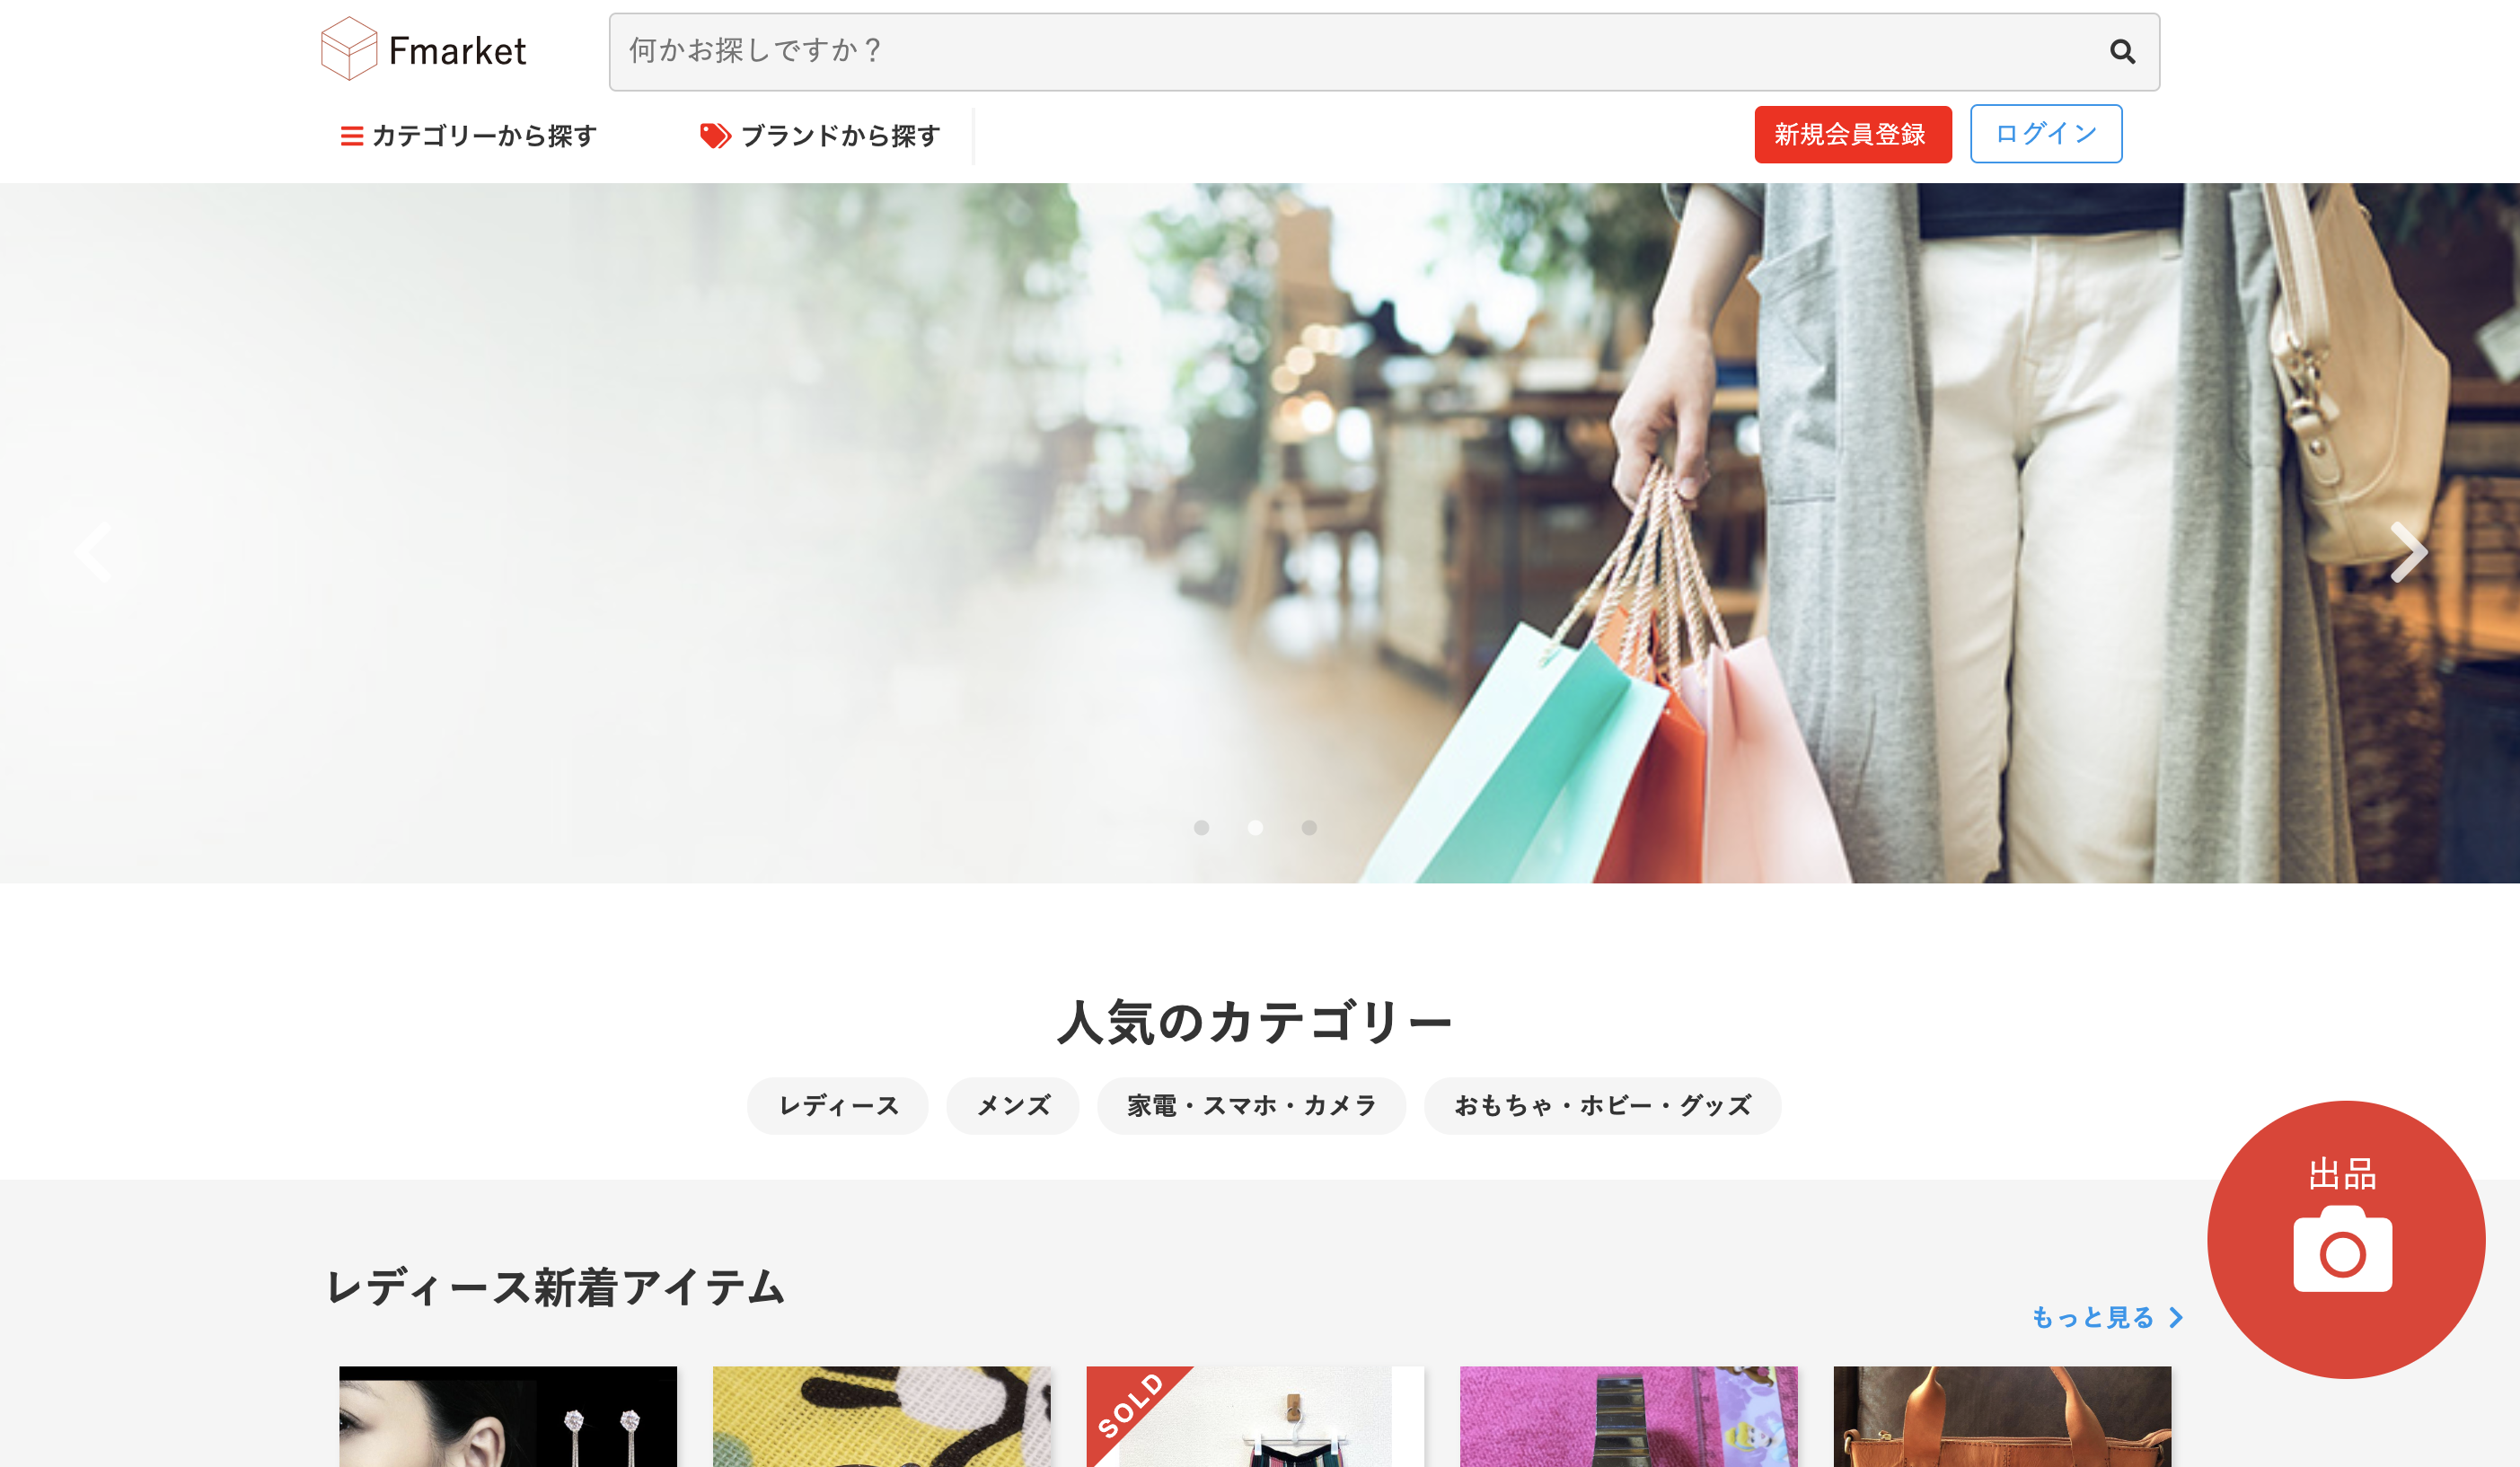 Fmarket
何かお探しですか？
カテゴリーから探す
ブランドから探す
新規会員登録
ログイン
人気のカテゴリー
レディース
メンズ
家電・スマホ・カメラ
おもちゃ・ホビー・グッズ
出品
レディース新着アイテム
もっと見る
SOLD